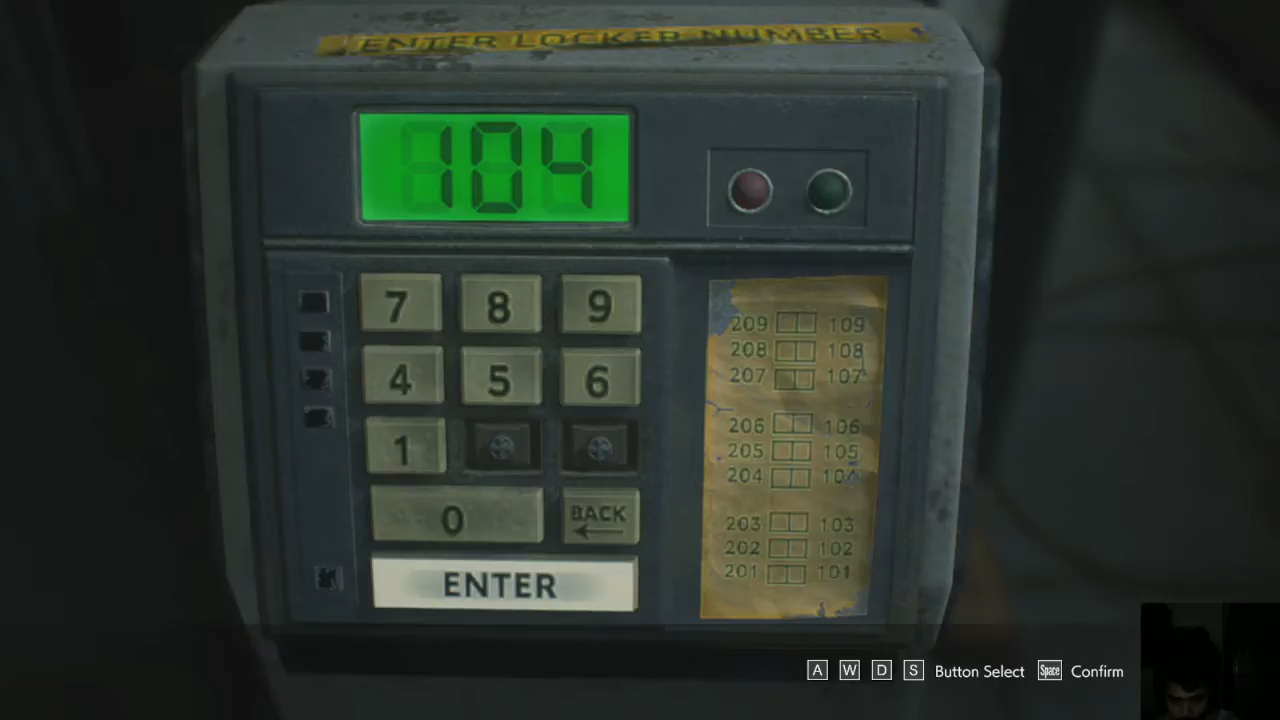 ENTER LOCKER NUMBER
104
7 8 9
4 5 6
1
0 BACK
ENTER
209 109
208 108
207 107
206 106
205 105
204 104
203 103
202 102
201 101
A W D S Button Select Space Confirm